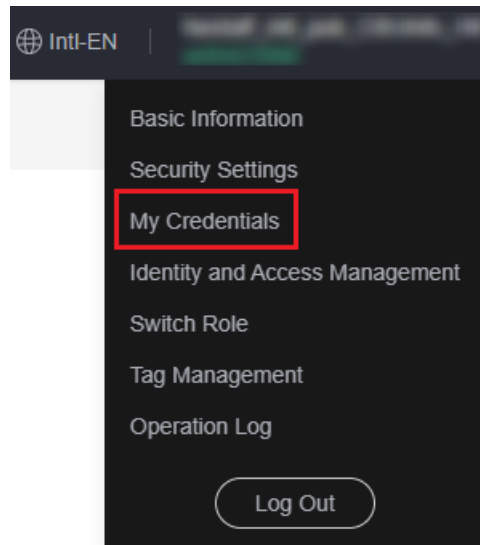 Intl-EN
Basic Information
Security Settings
My Credentials
Identity and Access Management
Switch Role
Tag Management
Operation Log
Log Out